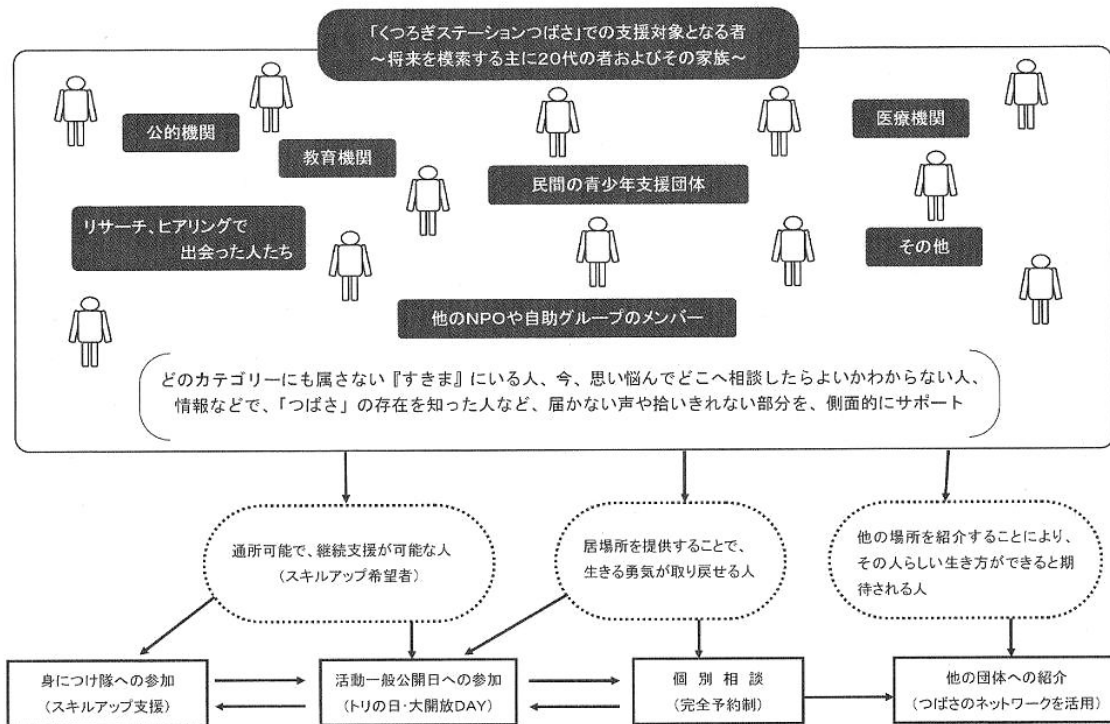 「くつろぎステーションつばさ」での支援対象となる者
～将来を模索する主に20代の者およびその家族～
公的機関
教育機関
民間の青少年支援団体
医療機関
リサーチ、ヒアリングで
出会った人たち
その他
他のNPOや自助グループのメンバー
どのカテゴリーにも属さない『すきま』にいる人、今、思い悩んでどこへ相談したらよいかわからない人、
情報などで、「つばさ」の存在を知った人など、届かない声や拾いきれない部分を、側面的にサポート
通所可能で、継続支援が可能な人
（スキルアップ希望者）
居場所を提供することで、
生きる勇気が取り戻せる人
他の場所を紹介することにより、
その人らしい生き方ができると期
待される人
身につけ隊への参加
（スキルアップ支援）
活動一般公開日への参加
（トリの日・大開放DAY）
個別相談
（完全予約制）
他の団体への紹介
（つばさのネットワークを活用）